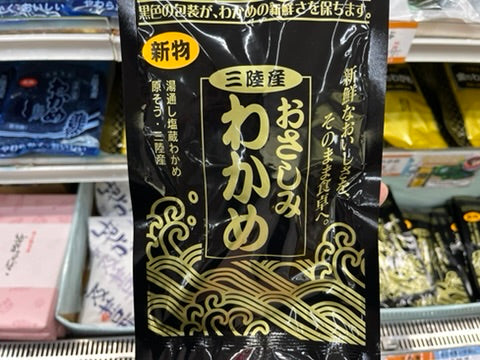 黒色の包装が、わかめの新鮮さを保ちます。
新物
三陸産
新鮮なおいしさを
そのまま食卓へ。
おさしみ
わかめ
湯通し塩蔵わかめ
原そう・三陸産
わかめ